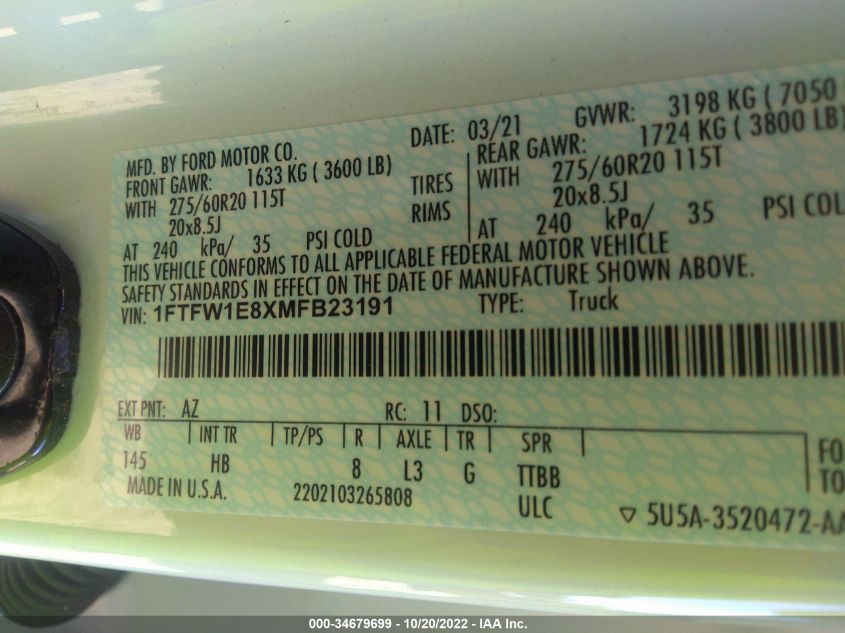 MFD. BY FORD MOTOR CO. DATE: 03/21 GVWR: 3198 KG ( 7050
FRONT GAWR: 1633 KG ( 3600 LB) REAR GAWR: 1724 KG ( 3800 LB)
WITH 275/60R20 115T TIRES WITH 275/60R20 115T
20x8.5J RIMS 20x8.5J
AT 240 kPa/ 35 PSI COLD AT 240 kPa/ 35 PSI COL
THIS VEHICLE CONFORMS TO ALL APPLICABLE FEDERAL MOTOR VEHICLE
SAFETY STANDARDS IN EFFECT ON THE DATE OF MANUFACTURE SHOWN ABOVE.
VIN: 1FTFW1E8XMFB23191 TYPE: Truck
EXT PNT: AZ RC: 11 DSO:
WB INT TR TP/PS R AXLE TR SPR
145 HB 8 L3 G TTBB
FO
TO
MADE IN U.S.A. 2202103265808 ULC ▽ 5U5A-3520472-AA
000-34679699 - 10/20/2022 - IAA Inc.